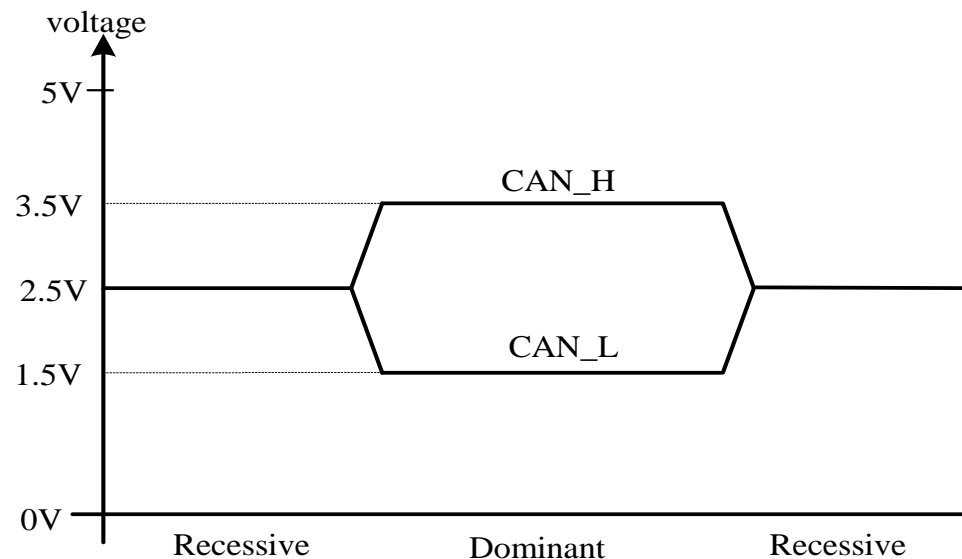 voltage
5V
CAN_H
3.5V
2.5V
CAN_L
1.5V
0V
Recessive
Dominant
Recessive